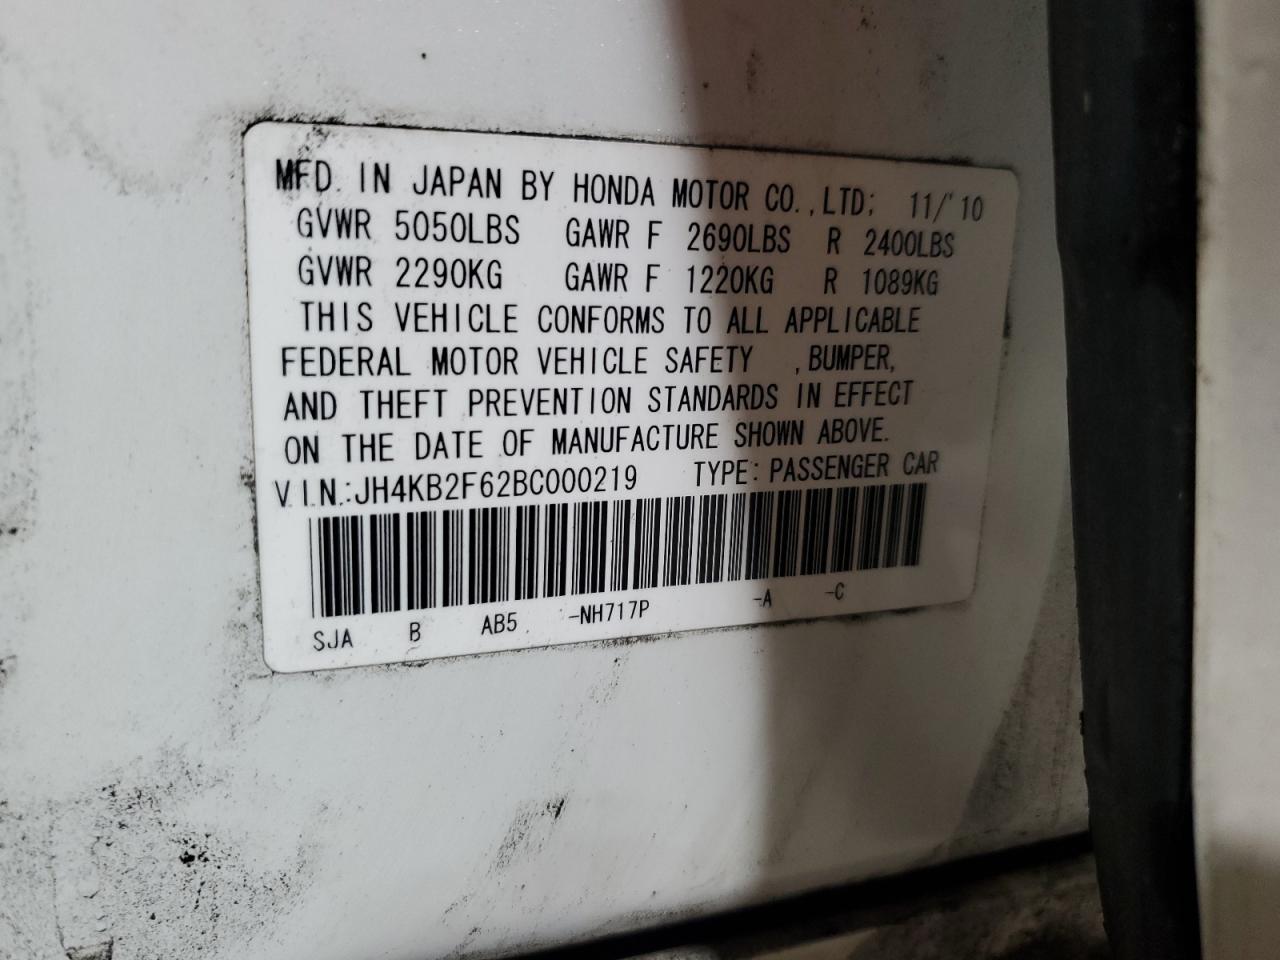 MFD. IN JAPAN BY HONDA MOTOR CO.,LTD; 11/'10
GVWR 5050LBS GAWR F 2690LBS R 2400LBS
GVWR 2290KG GAWR F 1220KG R 1089KG
THIS VEHICLE CONFORMS TO ALL APPLICABLE
FEDERAL MOTOR VEHICLE SAFETY ,BUMPER,
AND THEFT PREVENTION STANDARDS IN EFFECT
ON THE DATE OF MANUFACTURE SHOWN ABOVE.
V.I.N.:JH4KB2F62BC000219 TYPE: PASSENGER CAR
SJA B AB5 -NH717P -A -C